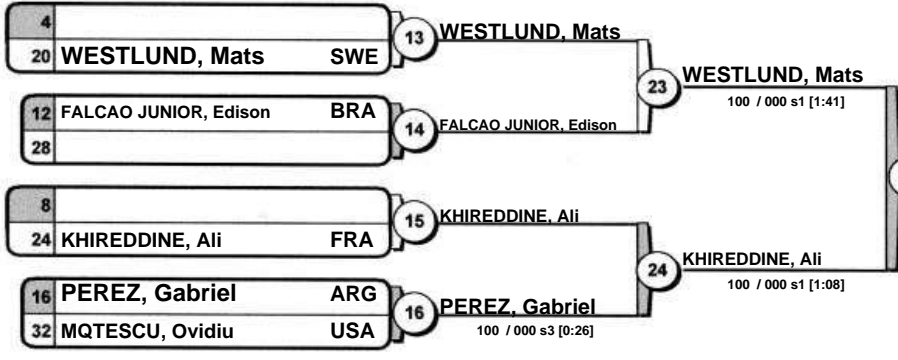 4
20 WESTLUND, Mats SWE
13 WESTLUND, Mats
12 FALCAO JUNIOR, Edison BRA
28
14 FALCAO JUNIOR, Edison
23 WESTLUND, Mats
100 / 000 s1 [1:41]
8
24 KHIREDDINE, Ali FRA
15 KHIREDDINE, Ali
16 PEREZ, Gabriel ARG
32 MQTESCU, Ovidiu USA
16 PEREZ, Gabriel
100 / 000 s3 [0:26]
24 KHIREDDINE, Ali
100 / 000 s1 [1:08]